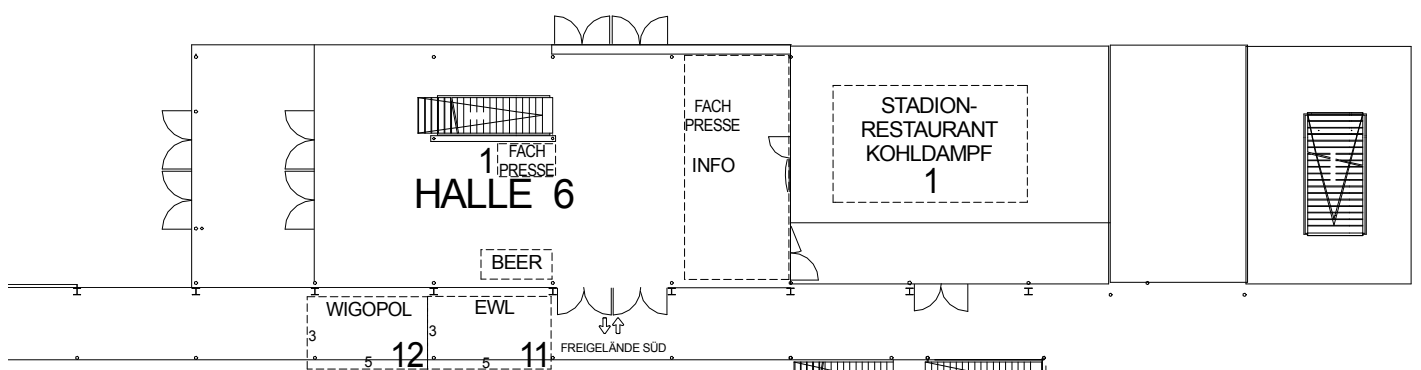 FACH
PRESSE
INFO
STADION-
RESTAURANT
KOHLDAMPF
1
1
FACH
PRESSE
HALLE 6
BEER
WIGOPOL
3
5
12
EWL
3
5
11
FREIGELÄNDE SÜD